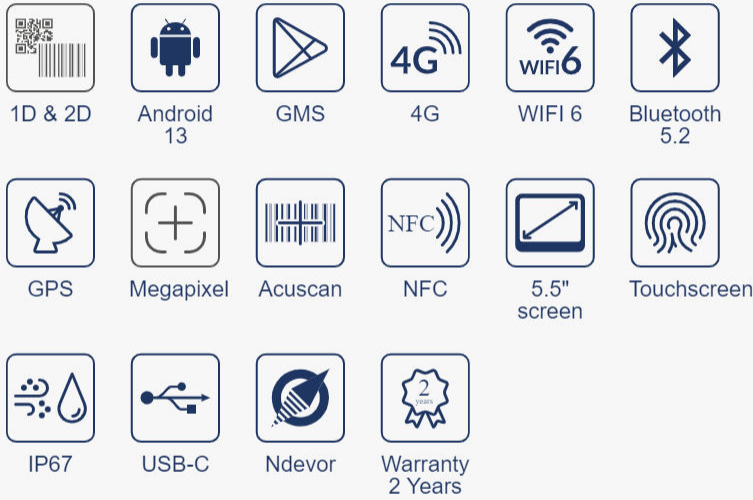 4G
WIFI6
1D & 2D
Android
13
GMS
4G
WIFI 6
Bluetooth
5.2
NFC
GPS
Megapixel
Acuscan
NFC
5.5"
screen
Touchscreen
2
years
IP67
USB-C
Ndevor
Warranty
2 Years